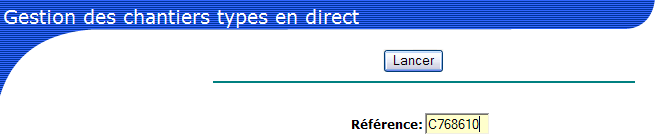 Gestion des chantiers types en direct
Lancer
Référence: C768610